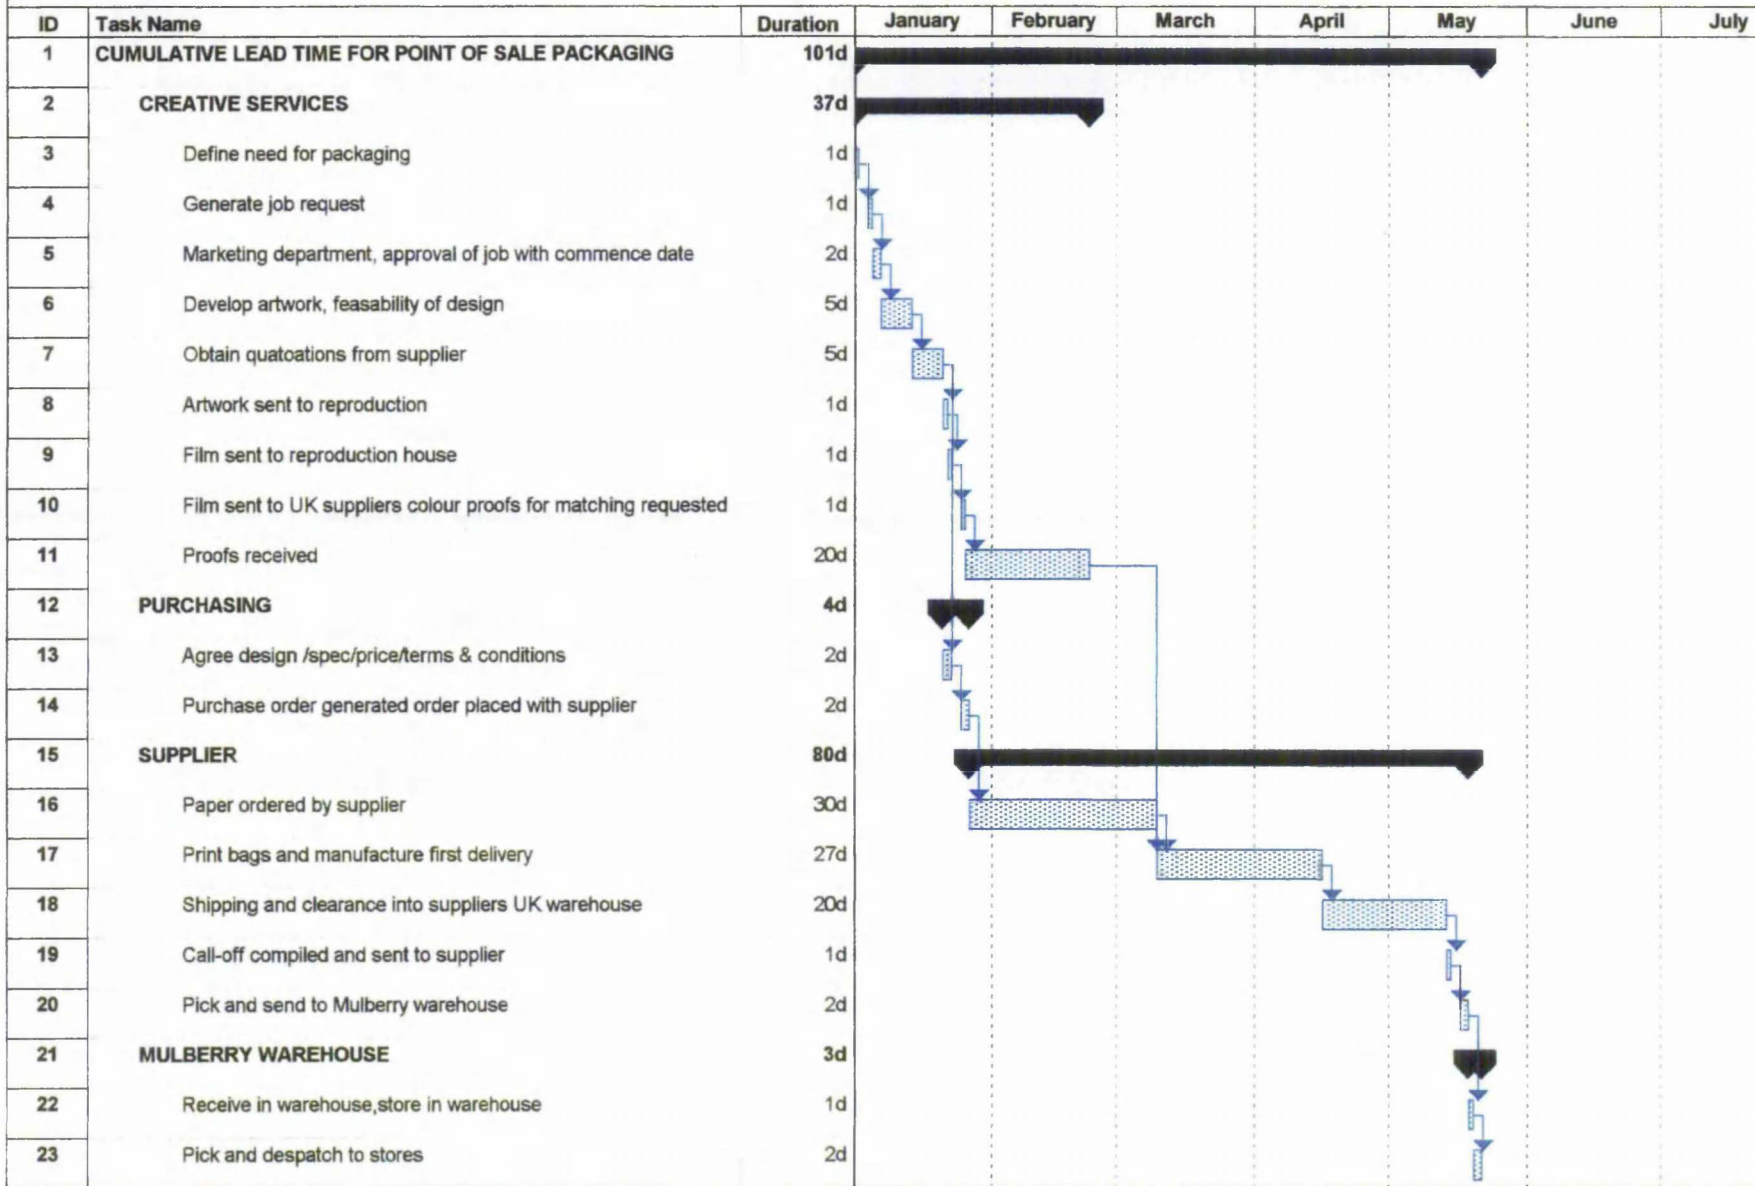 ID Task Name Duration January February March April May June July
1 CUMULATIVE LEAD TIME FOR POINT OF SALE PACKAGING 101d
2 CREATIVE SERVICES 37d
3 Define need for packaging 1d
4 Generate job request 1d
5 Marketing department, approval of job with commence date 2d
6 Develop artwork, feasability of design 5d
7 Obtain quatoations from supplier 5d
8 Artwork sent to reproduction 1d
9 Film sent to reproduction house 1d
10 Film sent to UK suppliers colour proofs for matching requested 1d
11 Proofs received 20d
12 PURCHASING 4d
13 Agree design /spec/price/terms & conditions 2d
14 Purchase order generated order placed with supplier 2d
15 SUPPLIER 80d
16 Paper ordered by supplier 30d
17 Print bags and manufacture first delivery 27d
18 Shipping and clearance into suppliers UK warehouse 20d
19 Call-off compiled and sent to supplier 1d
20 Pick and send to Mulberry warehouse 2d
21 MULBERRY WAREHOUSE 3d
22 Receive in warehouse,store in warehouse 1d
23 Pick and despatch to stores 2d